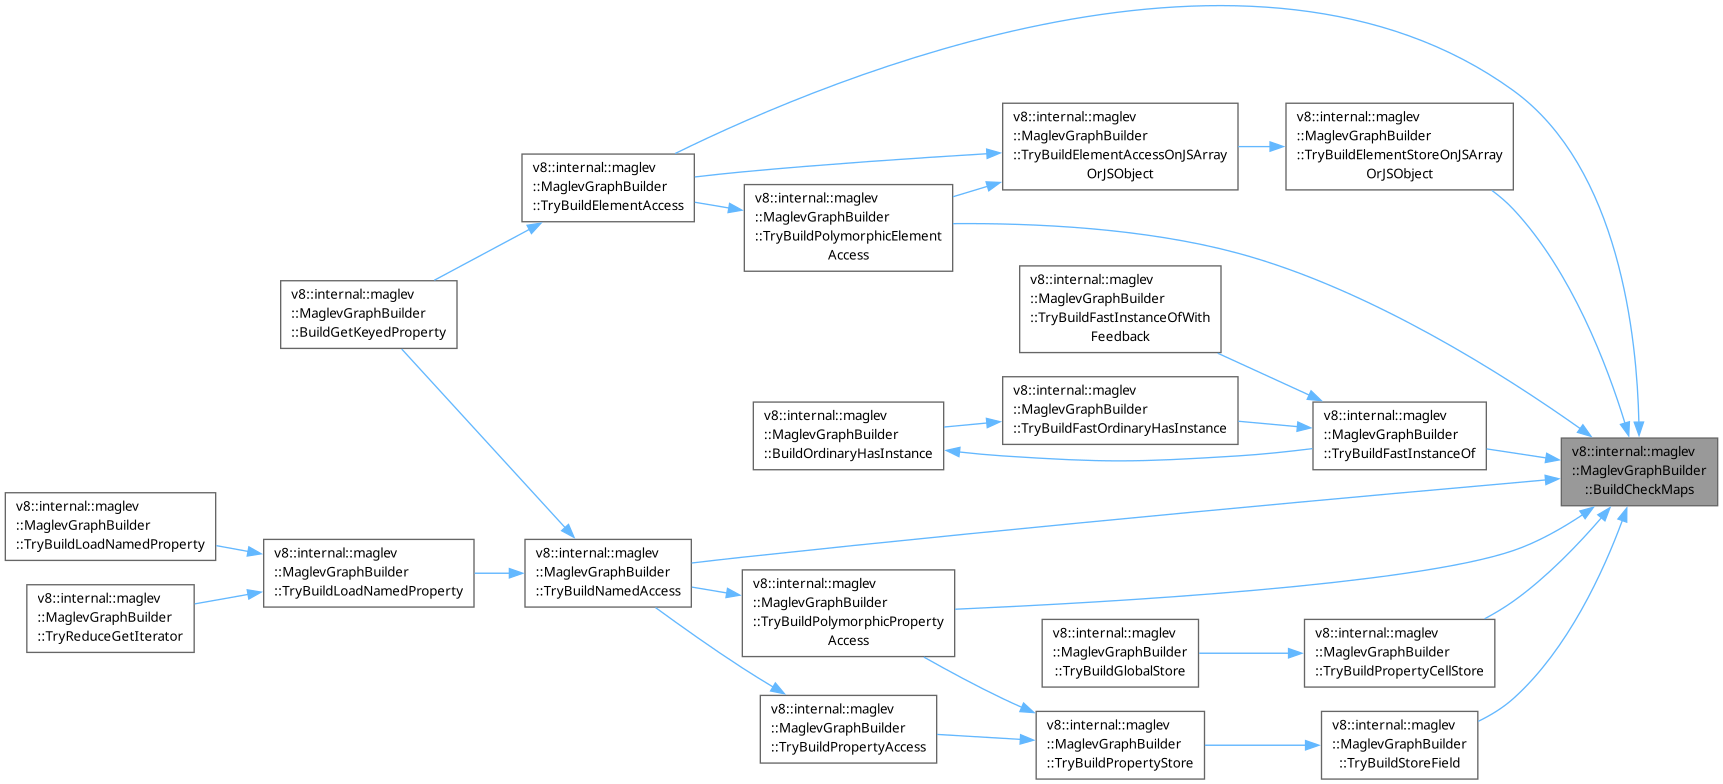 v8::internal::maglev
::MaglevGraphBuilder
::TryBuildElementAccessOnJSArray
OrJSObject
v8::internal::maglev
::MaglevGraphBuilder
::TryBuildElementStoreOnJSArray
OrJSObject
v8::internal::maglev
::MaglevGraphBuilder
::TryBuildElementAccess
v8::internal::maglev
::MaglevGraphBuilder
::TryBuildPolymorphicElement
Access
v8::internal::maglev
::MaglevGraphBuilder
::TryBuildFastInstanceOfWith
Feedback
v8::internal::maglev
::MaglevGraphBuilder
::BuildGetKeyedProperty
v8::internal::maglev
::MaglevGraphBuilder
::TryBuildFastOrdinaryHasInstance
v8::internal::maglev
::MaglevGraphBuilder
::BuildOrdinaryHasInstance
v8::internal::maglev
::MaglevGraphBuilder
::TryBuildFastInstanceOf
v8::internal::maglev
::MaglevGraphBuilder
::BuildCheckMaps
v8::internal::maglev
::MaglevGraphBuilder
::TryBuildLoadNamedProperty
v8::internal::maglev
::MaglevGraphBuilder
::TryBuildLoadNamedProperty
v8::internal::maglev
::MaglevGraphBuilder
::TryBuildNamedAccess
v8::internal::maglev
::MaglevGraphBuilder
::TryReduceGetIterator
v8::internal::maglev
::MaglevGraphBuilder
::TryBuildPolymorphicProperty
Access
v8::internal::maglev
::MaglevGraphBuilder
::TryBuildGlobalStore
v8::internal::maglev
::MaglevGraphBuilder
::TryBuildPropertyCellStore
v8::internal::maglev
::MaglevGraphBuilder
::TryBuildPropertyAccess
v8::internal::maglev
::MaglevGraphBuilder
::TryBuildPropertyStore
v8::internal::maglev
::MaglevGraphBuilder
::TryBuildStoreField